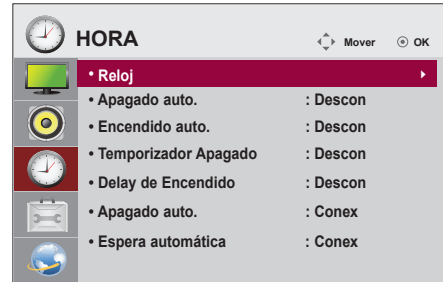 HORA Mover OK
• Reloj
• Apagado auto. : Descon
• Encendido auto. : Descon
• Temporizador Apagado : Descon
• Delay de Encendido : Descon
• Apagado auto. : Conex
• Espera automática : Conex